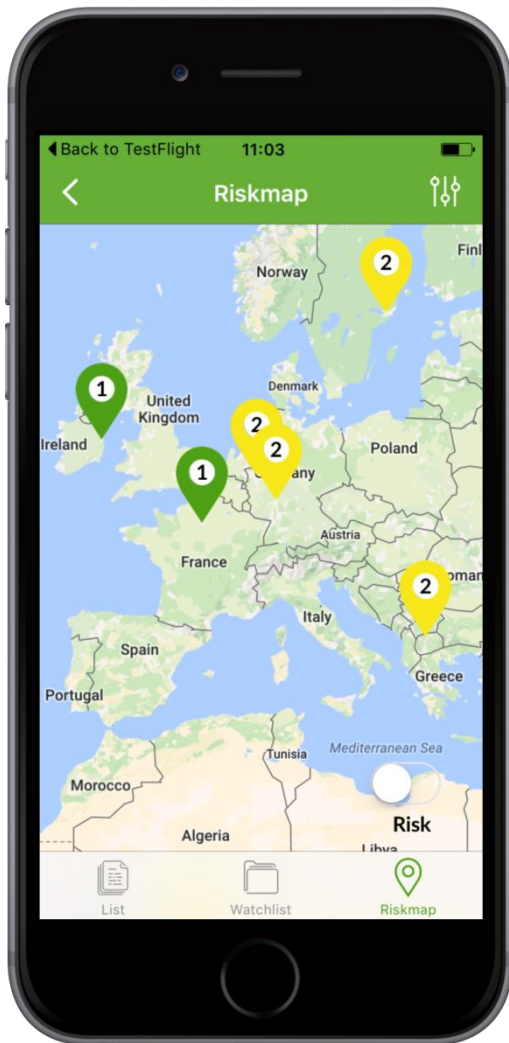 Back to TestFlight 11:03
Riskmap
Norway
2
Finl
1
Denmark
United
Kingdom
2
Ireland
2
Poland
1
any
Austria
France
2
oman
Italy
Spain
Greece
Portugal
Mediterranean Sea
Tunisia
Morocco
Risk
Algeria
Libya
List Watchlist Riskmap